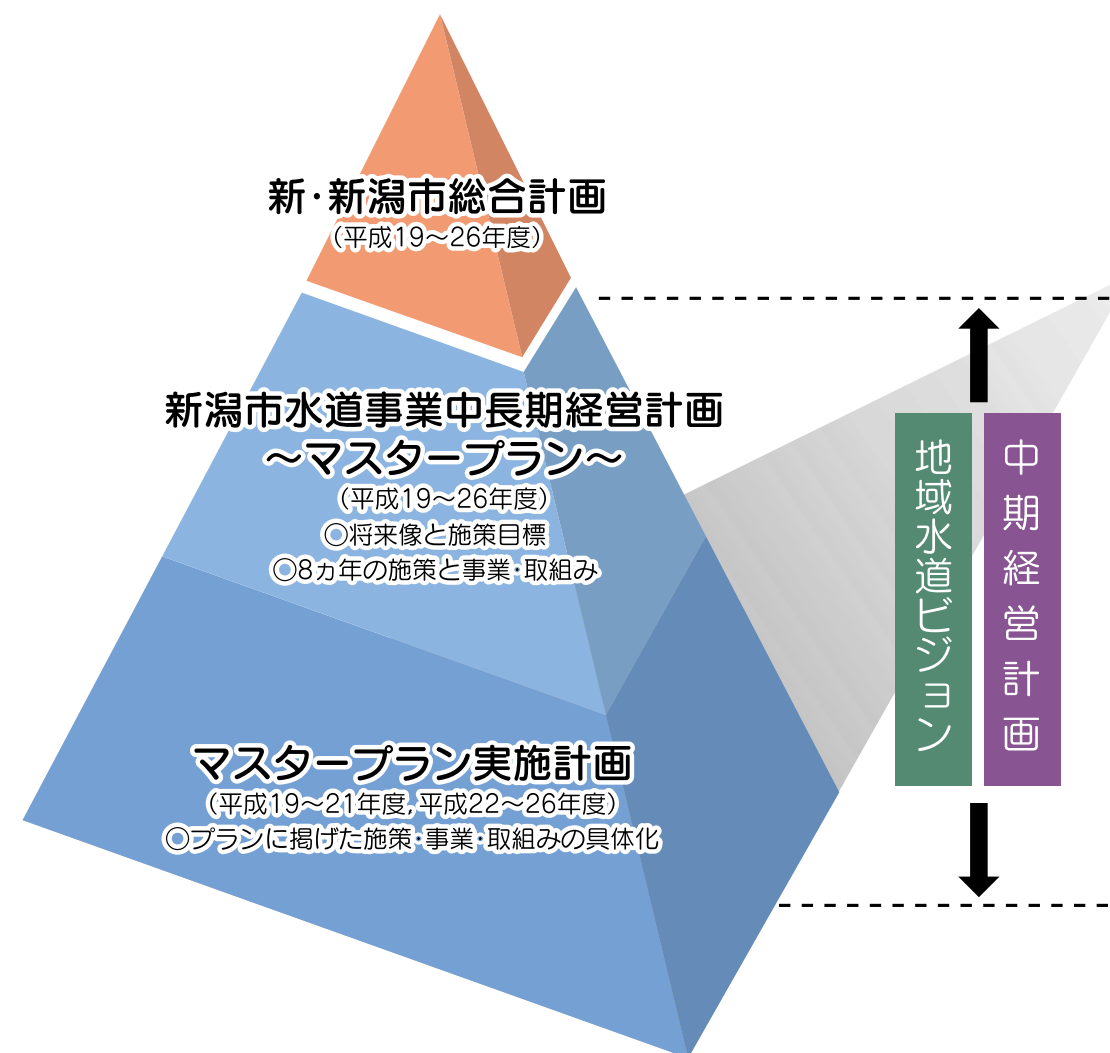 新・新潟市総合計画
（平成19～26年度）
新潟市水道事業中長期経営計画
～マスタープラン～
（平成19～26年度）
◎将来像と施策目標
◎8ヵ年の施策と事業・取組み
マスタープラン実施計画
（平成19～21年度，平成22～26年度）
◎プランに掲げた施策・事業・取組みの具体化
中期経営計画
地域水道ビジョン